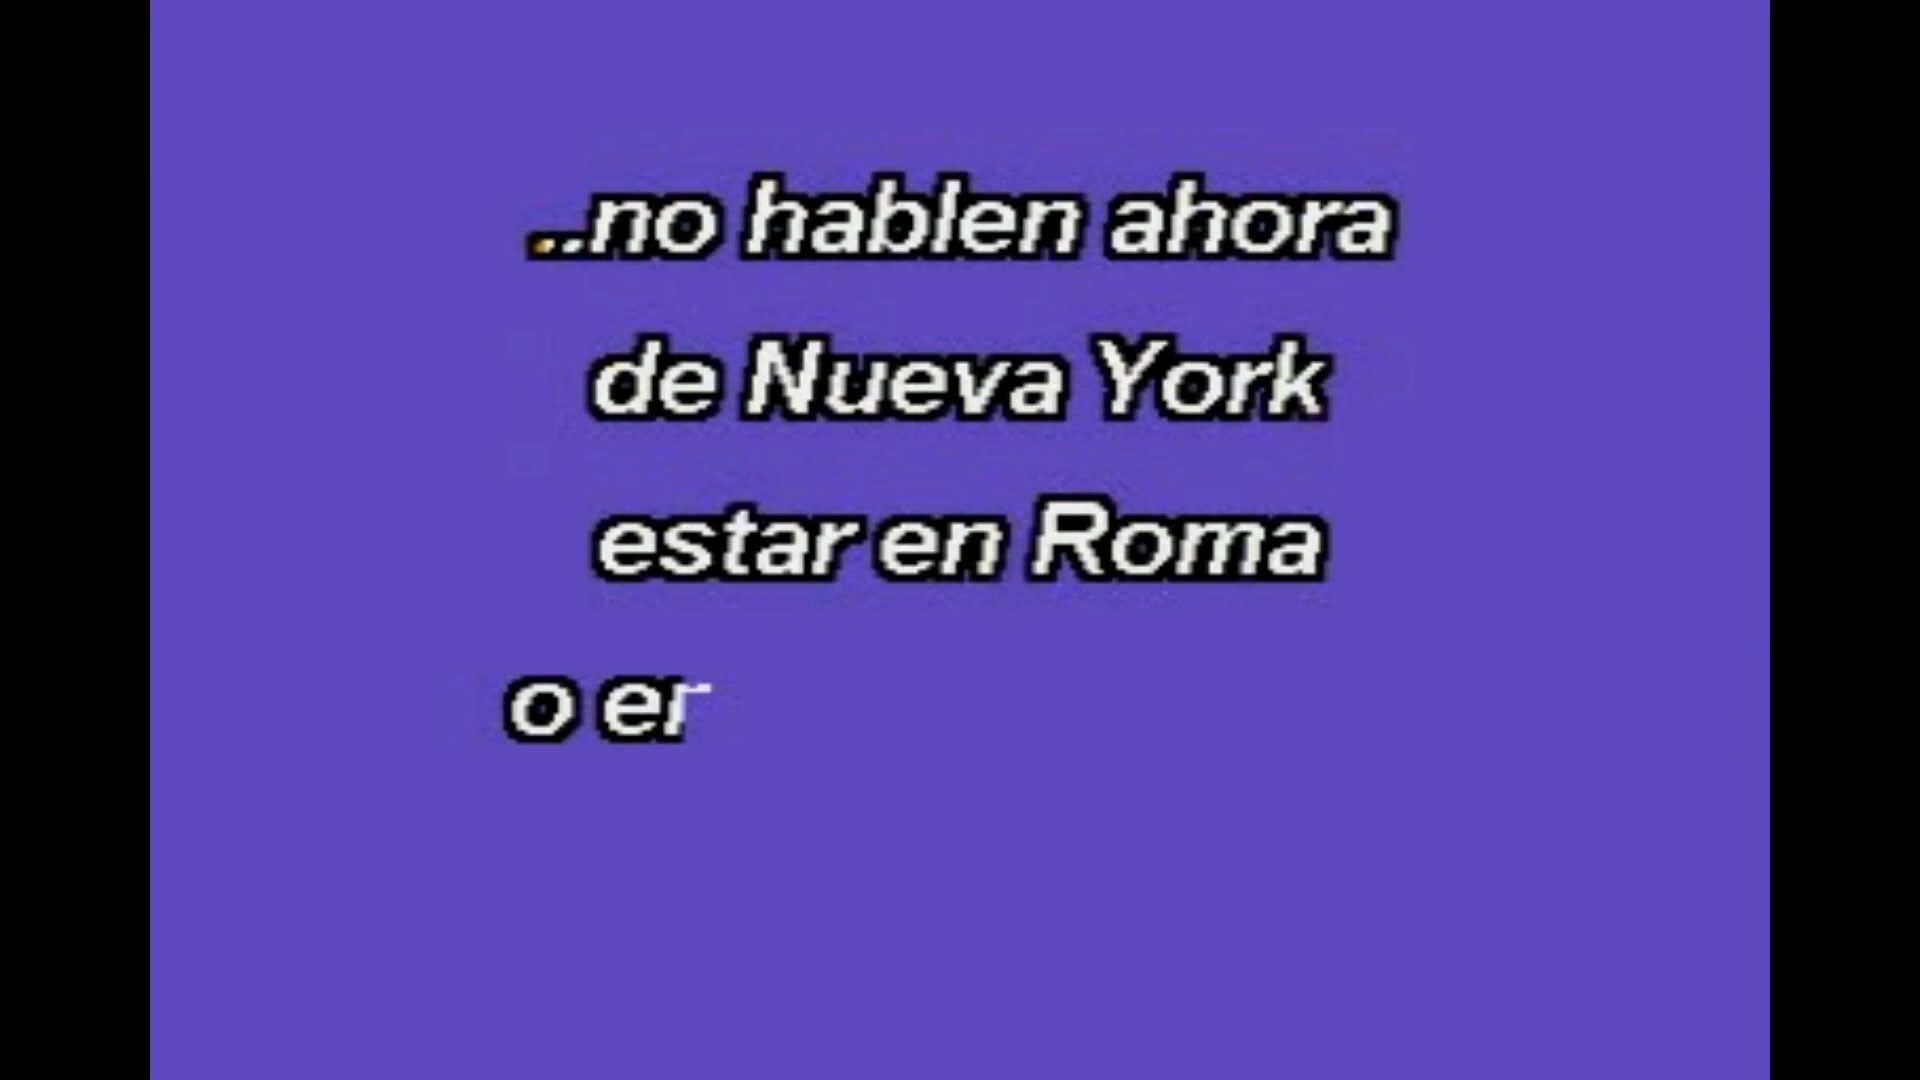 ..no hablen ahora
de Nueva York
estar en Roma
o